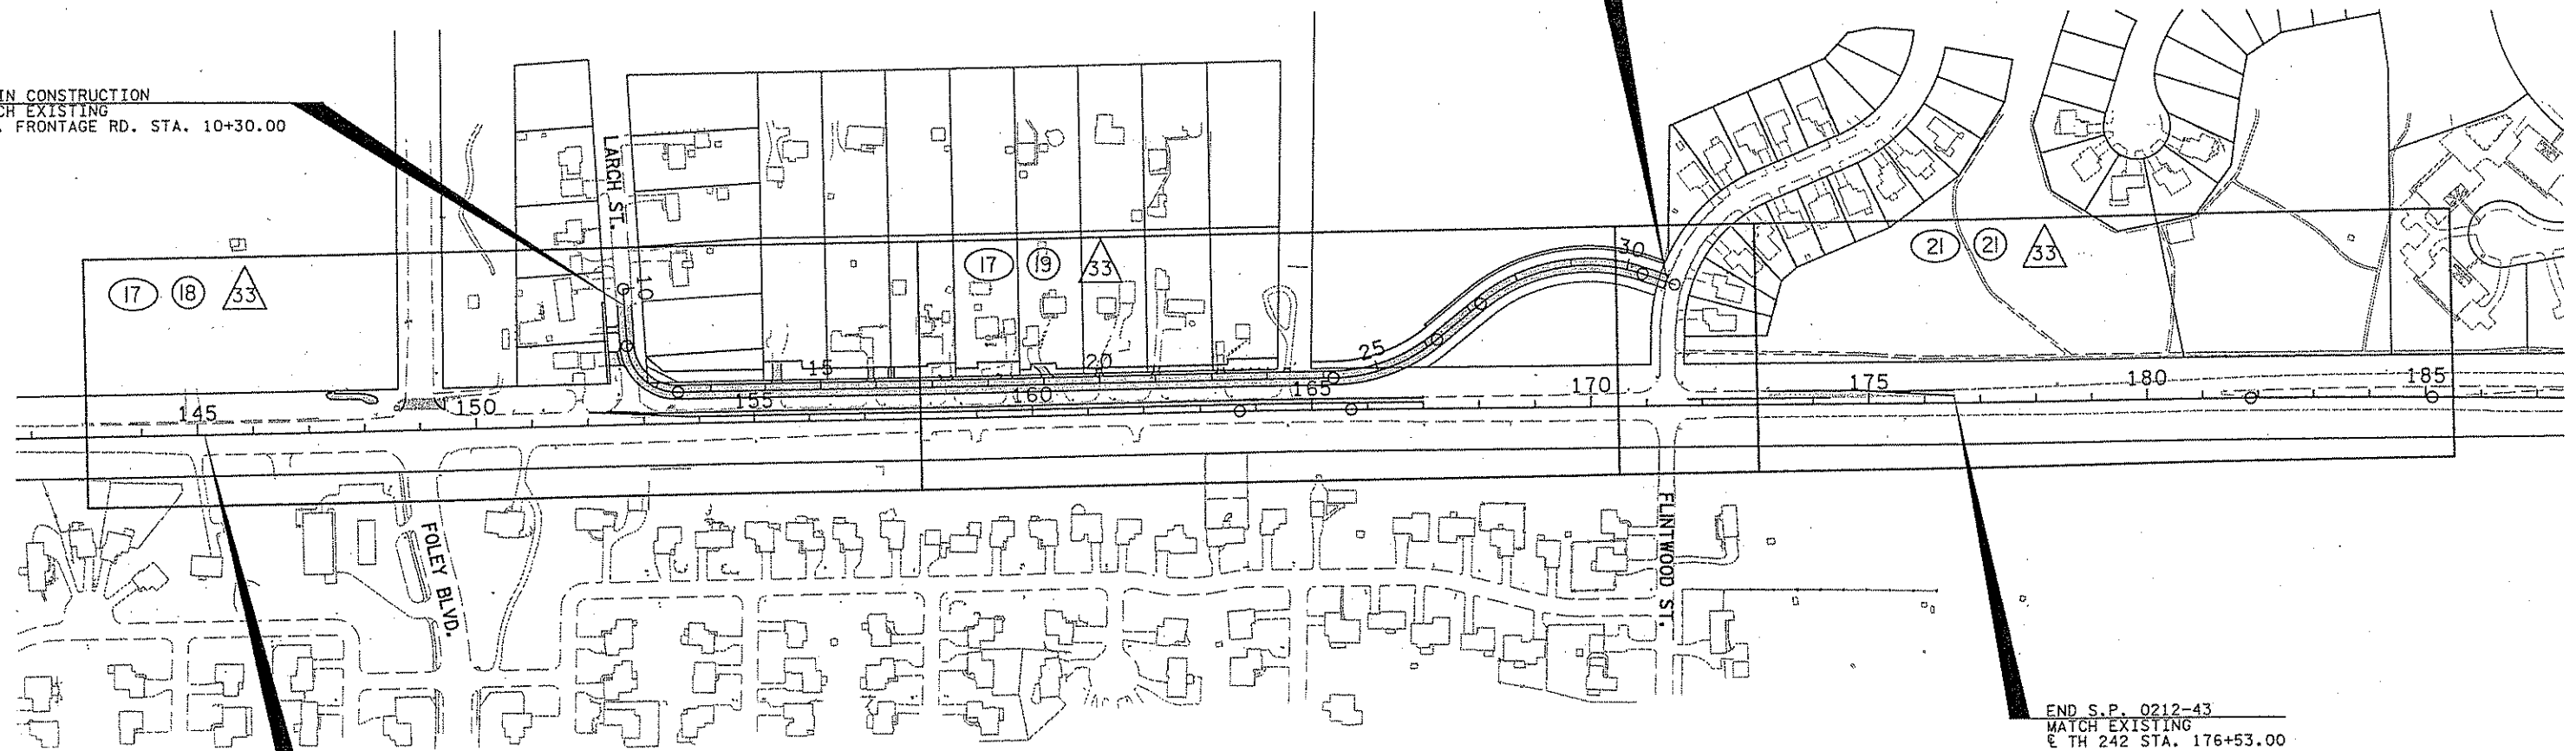 IN CONSTRUCTION
CH EXISTING
. FRONTAGE RD. STA. 10+30.00
LARCH ST.
30
17 18 33
17 19 33
21 21 33
10
25
15
20
145
150
155
160
165
170
175
180
185
FOLEY BLVD.
FLINTWOOD ST.
END S.P. 0212-43
MATCH EXISTING
℄ TH 242 STA. 176+53.00